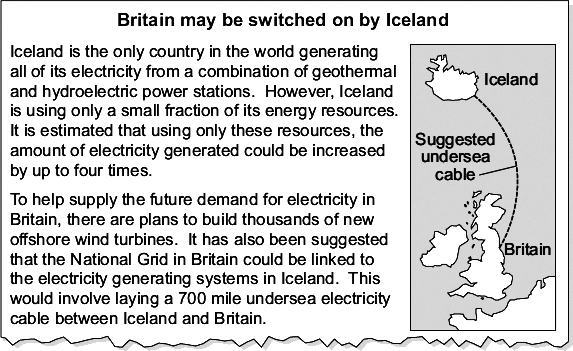 Britain may be switched on by Iceland
Iceland is the only country in the world generating
all of its electricity from a combination of geothermal
and hydroelectric power stations. However, Iceland
is using only a small fraction of its energy resources.
It is estimated that using only these resources, the
amount of electricity generated could be increased
by up to four times.
To help supply the future demand for electricity in
Britain, there are plans to build thousands of new
offshore wind turbines. It has also been suggested
that the National Grid in Britain could be linked to
the electricity generating systems in Iceland. This
would involve laying a 700 mile undersea electricity
cable between Iceland and Britain.
Iceland
Suggested
undersea
cable
Britain